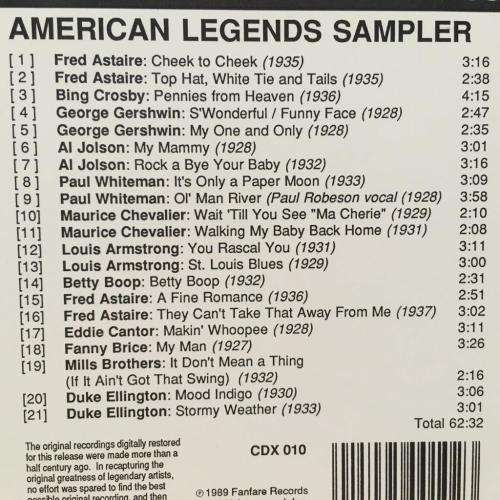 AMERICAN LEGENDS SAMPLER
[ 1 ] Fred Astaire: Cheek to Cheek (1935) 3:16
[ 2 ] Fred Astaire: Top Hat, White Tie and Tails (1935) 2:38
[ 3 ] Bing Crosby: Pennies from Heaven (1936) 4:15
[ 4 ] George Gershwin: S'Wonderful / Funny Face (1928) 2:47
[ 5 ] George Gershwin: My One and Only (1928) 2:35
[ 6 ] Al Jolson: My Mammy (1928) 3:01
[ 7 ] Al Jolson: Rock a Bye Your Baby (1932) 3:16
[ 8 ] Paul Whiteman: It's Only a Paper Moon (1933) 3:09
[ 9 ] Paul Whiteman: Ol' Man River (Paul Robeson vocal (1928) 3:58
[10] Maurice Chevalier: Wait 'Till You See "Ma Cherie" (1929) 2:10
[11] Maurice Chevalier: Walking My Baby Back Home (1931) 2:08
[12] Louis Armstrong: You Rascal You (1931) 3:11
[13] Louis Armstrong: St. Louis Blues (1929) 3:00
[14] Betty Boop: Betty Boop (1932) 2:31
[15] Fred Astaire: A Fine Romance (1936) 2:51
[16] Fred Astaire: They Can't Take That Away From Me (1937) 3:02
[17] Eddie Cantor: Makin' Whoopee (1928) 3:11
[18] Fanny Brice: My Man (1927) 3:26
[19] Mills Brothers: It Don't Mean a Thing
(If It Ain't Got That Swing) (1932) 2:16
[20] Duke Ellington: Mood Indigo (1930) 3:06
[21] Duke Ellington: Stormy Weather (1933) 3:01
Total 62:32
The original recordings digitally restored
for this release were made more than a
half century ago. In recapturing the
original greatness of legendary artists,
no effort was spared to find the best
possible original recording, and then
CDX 010
℗ 1989 Fanfare Records